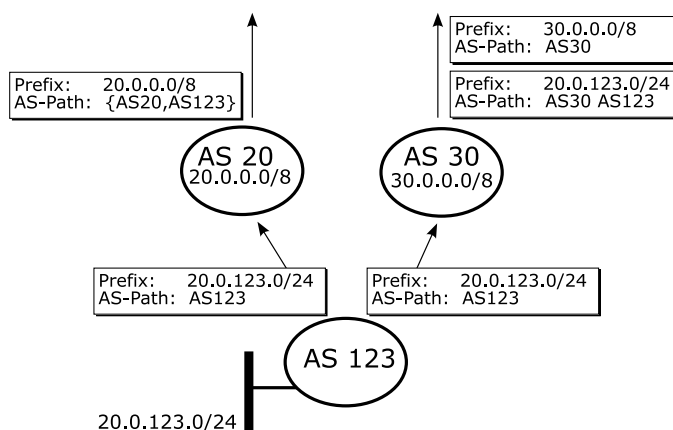 Prefix: 30.0.0.0/8
AS-Path: AS30
Prefix: 20.0.0.0/8
AS-Path: {AS20,AS123}
Prefix: 20.0.123.0/24
AS-Path: AS30 AS123
AS 20
20.0.0.0/8
AS 30
30.0.0.0/8
Prefix: 20.0.123.0/24
AS-Path: AS123
Prefix: 20.0.123.0/24
AS-Path: AS123
AS 123
20.0.123.0/24